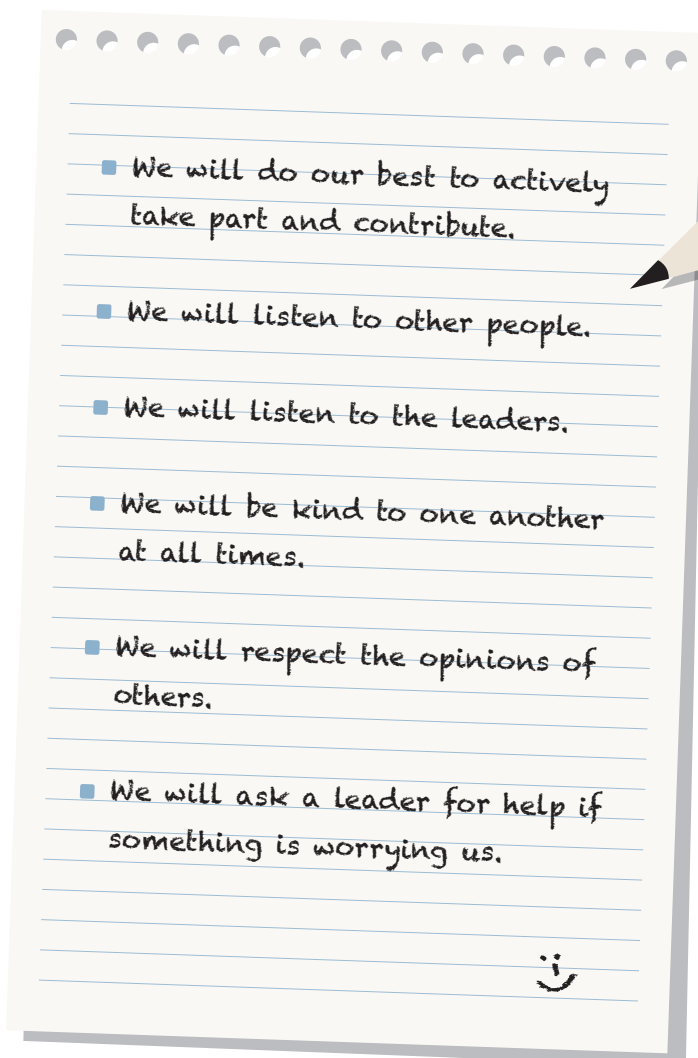 We will do our best to actively
take part and contribute.
We will listen to other people.
We will listen to the leaders.
We will be kind to one another
at all times.
We will respect the opinions of
others.
We will ask a leader for help if
something is worrying us.